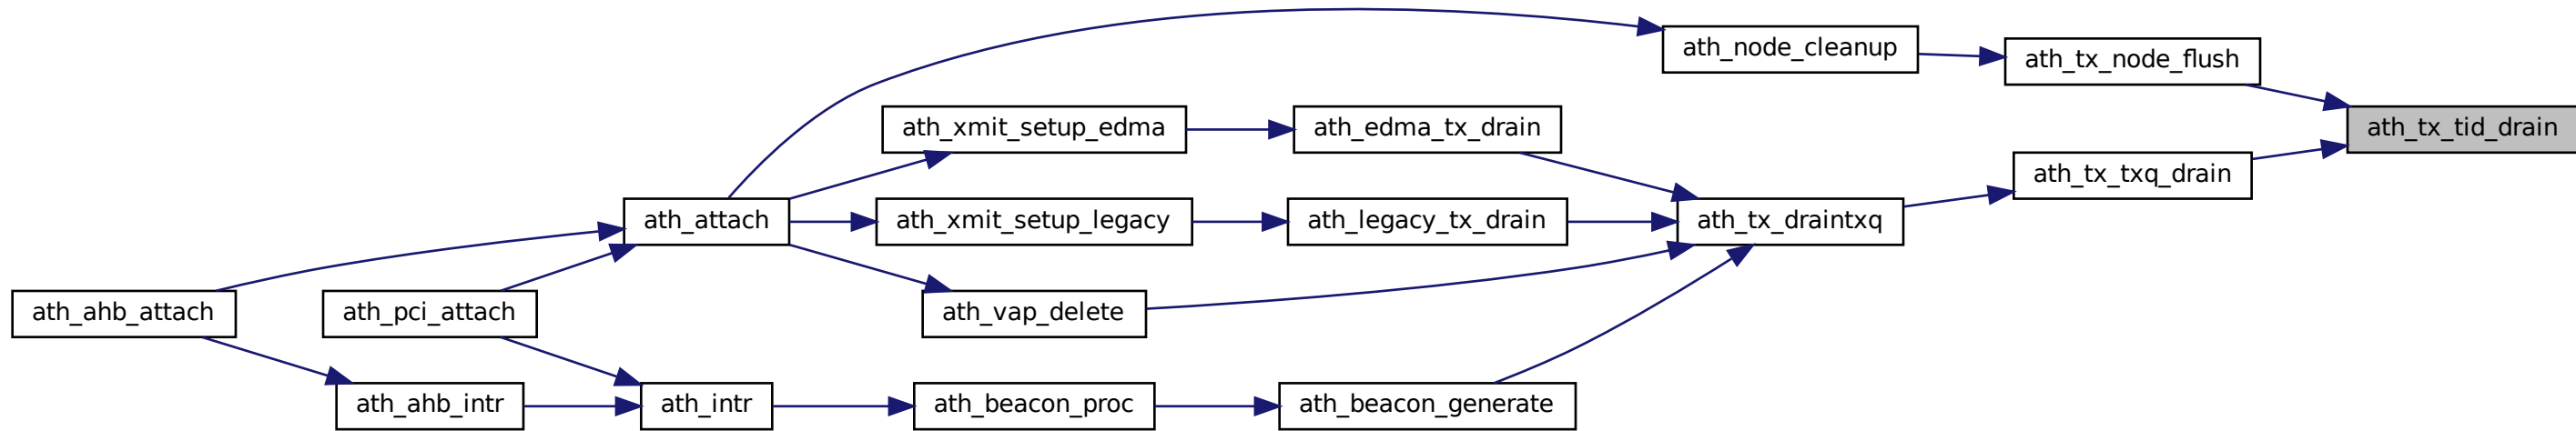 ath_node_cleanup
ath_tx_node_flush
ath_xmit_setup_edma
ath_edma_tx_drain
ath_tx_tid_drain
ath_tx_txq_drain
ath_attach
ath_xmit_setup_legacy
ath_legacy_tx_drain
ath_tx_draintxq
ath_ahb_attach
ath_pci_attach
ath_vap_delete
ath_ahb_intr
ath_intr
ath_beacon_proc
ath_beacon_generate